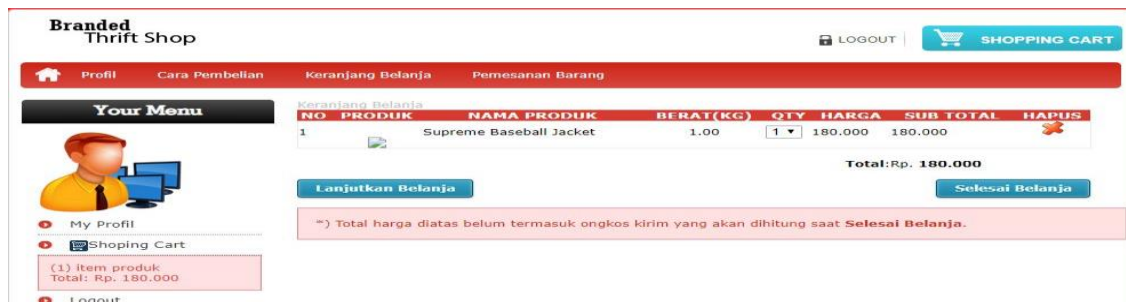 Branded
Thrift Shop
LOGOUT
SHOPPING CART
Profil Cara Pembelian Keranjang Belanja Pemesanan Barang
Your Menu
My Profil
Shoping Cart
(1) item produk
Total: Rp. 180.000
Logout
Keranjang Belanja
NO PRODUK NAMA PRODUK BERAT(KG) QTY HARGA SUB TOTAL HAPUS
1 Supreme Baseball Jacket 1.00 1 180.000 180.000
Total:Rp. 180.000
Lanjutkan Belanja Selesai Belanja
*) Total harga diatas belum termasuk ongkos kirim yang akan dihitung saat Selesai Belanja.